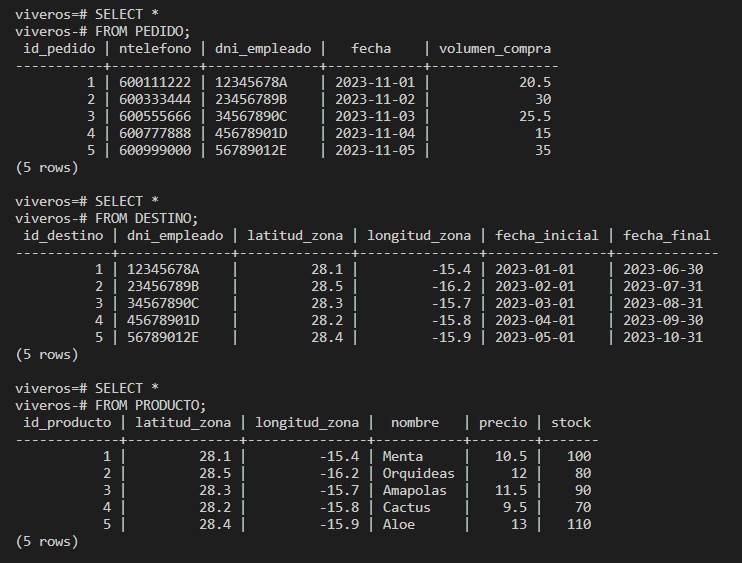 viveros=# SELECT *
viveros-# FROM PEDIDO;
 id_pedido | ntelefono | dni_empleado |   fecha    | volumen_compra
-----------+-----------+--------------+------------+----------------
         1 | 600111222 | 12345678A    | 2023-11-01 |           20.5
         2 | 600333444 | 23456789B    | 2023-11-02 |             30
         3 | 600555666 | 34567890C    | 2023-11-03 |           25.5
         4 | 600777888 | 45678901D    | 2023-11-04 |             15
         5 | 600999000 | 56789012E    | 2023-11-05 |             35
(5 rows)

viveros=# SELECT *
viveros-# FROM DESTINO;
 id_destino | dni_empleado | latitud_zona | longitud_zona | fecha_inicial | fecha_final
------------+--------------+--------------+---------------+---------------+-------------
          1 | 12345678A    |         28.1 |         -15.4 | 2023-01-01    | 2023-06-30
          2 | 23456789B    |         28.5 |         -16.2 | 2023-02-01    | 2023-07-31
          3 | 34567890C    |         28.3 |         -15.7 | 2023-03-01    | 2023-08-31
          4 | 45678901D    |         28.2 |         -15.8 | 2023-04-01    | 2023-09-30
          5 | 56789012E    |         28.4 |         -15.9 | 2023-05-01    | 2023-10-31
(5 rows)

viveros=# SELECT *
viveros-# FROM PRODUCTO;
 id_producto | latitud_zona | longitud_zona |  nombre   | precio | stock
-------------+--------------+---------------+-----------+--------+-------
           1 |         28.1 |         -15.4 | Menta     |   10.5 |   100
           2 |         28.5 |         -16.2 | Orquideas |     12 |    80
           3 |         28.3 |         -15.7 | Amapolas  |   11.5 |    90
           4 |         28.2 |         -15.8 | Cactus    |    9.5 |    70
           5 |         28.4 |         -15.9 | Aloe      |     13 |   110
(5 rows)